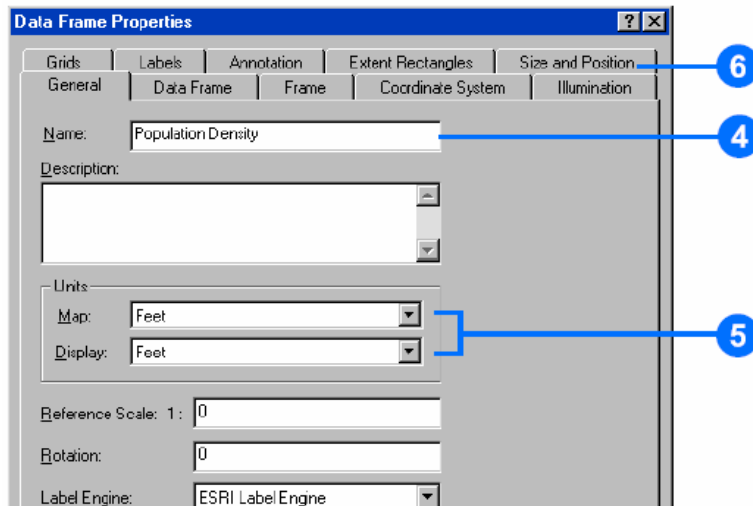 Data Frame Properties
Grids Labels Annotation Extent Rectangles Size and Position
6
General Data Frame Frame Coordinate System Illumination
Name: Population Density
4
Description:
Units
Map: Feet
Display: Feet
5
Reference Scale: 1: 0
Rotation: 0
Label Engine: ESRI Label Engine